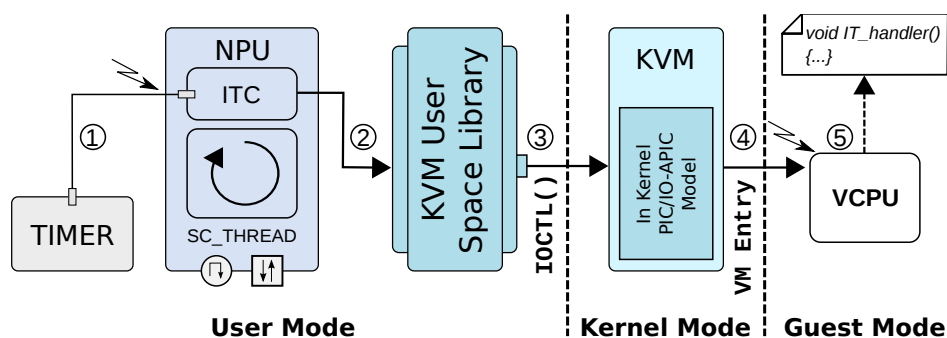 NPU
ITC
SC_THREAD
TIMER
①
②
KVM User
Space Library
③
IOCTL()
KVM
In Kernel
PIC/IO-APIC
Model
④
VM Entry
⑤
void IT_handler()
{...}
VCPU
User Mode
Kernel Mode
Guest Mode